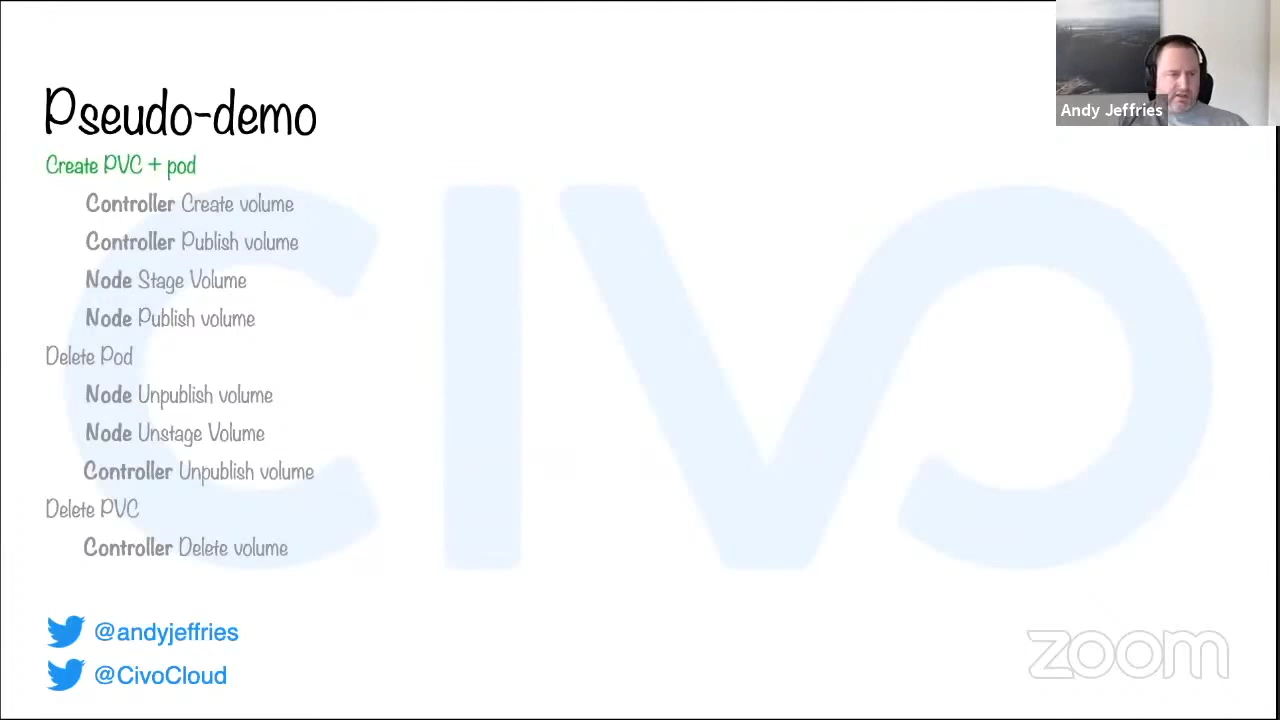 Pseudo-demo
Create PVC + pod
Controller Create volume
Controller Publish volume
Node Stage Volume
Node Publish volume
Delete Pod
Node Unpublish volume
Node Unstage Volume
Controller Unpublish volume
Delete PVC
Controller Delete volume
@andyjeffries
@CivoCloud
Andy Jeffries
CIVO
zoom